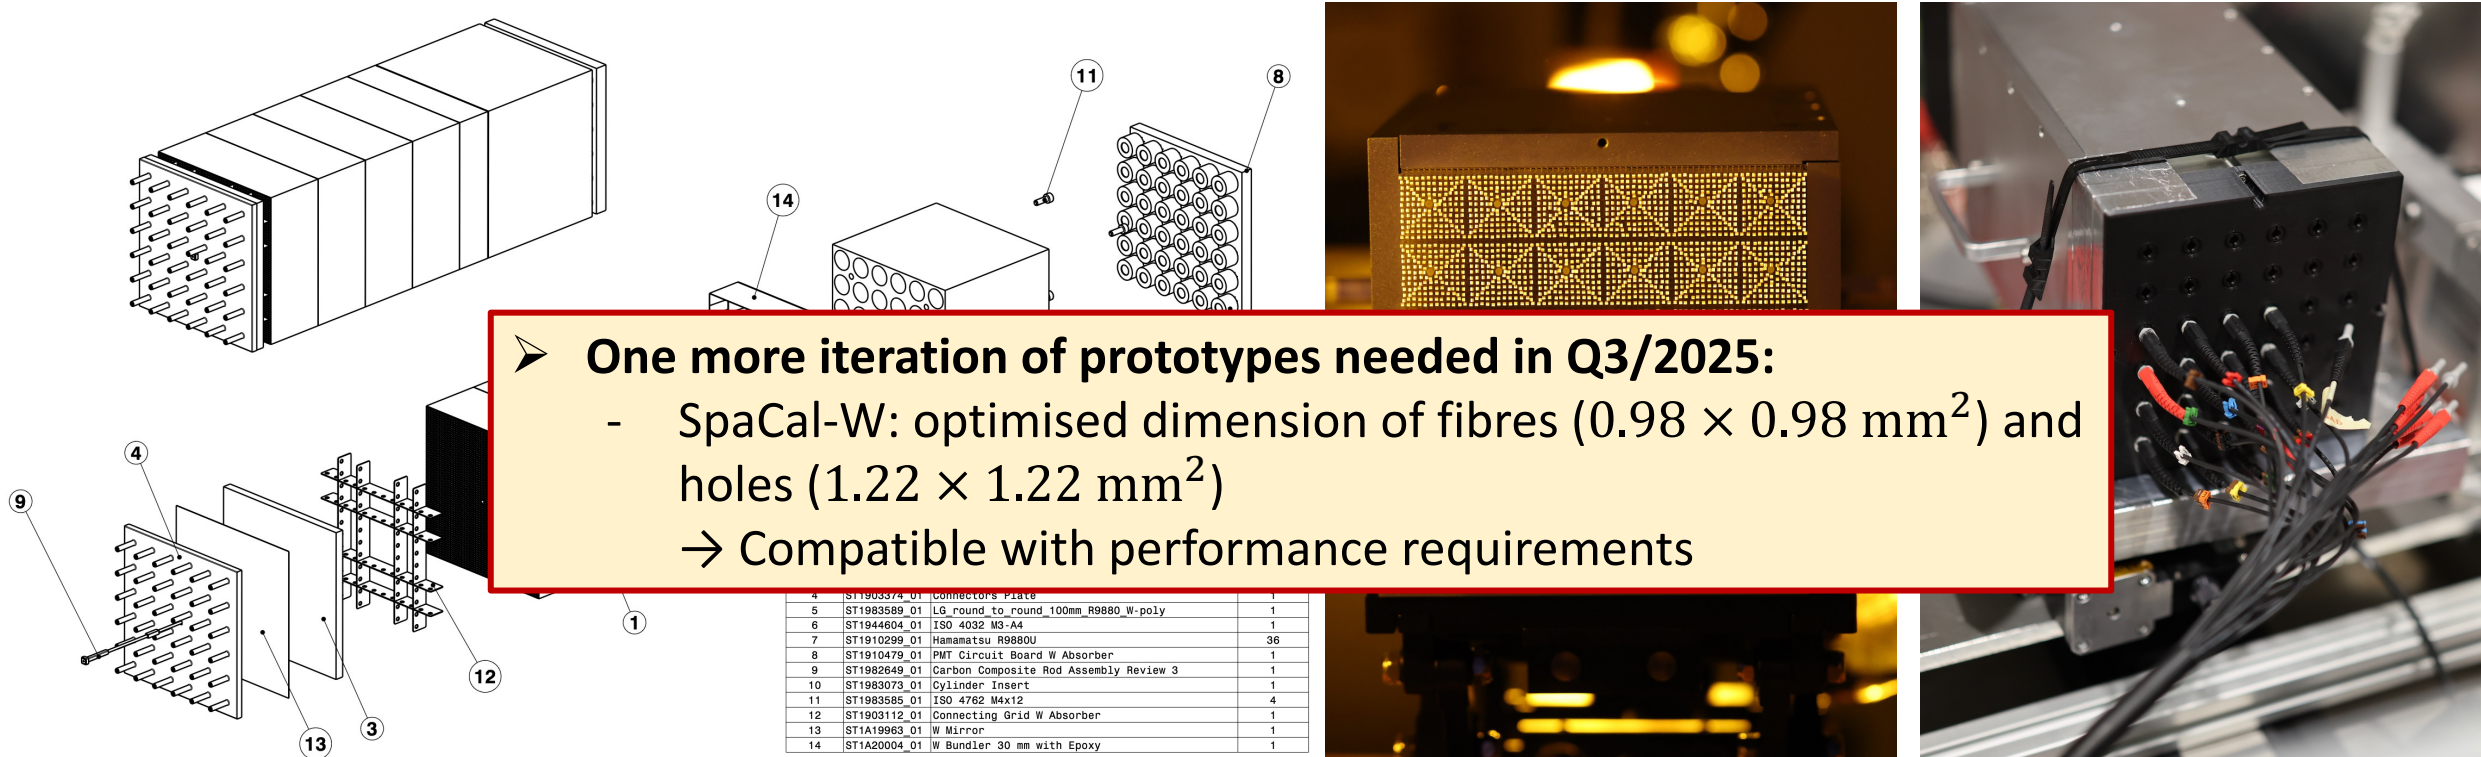 11
8
14
➢ One more iteration of prototypes needed in Q3/2025:
- SpaCal-W: optimised dimension of fibres (0.98 × 0.98 mm²) and
holes (1.22 × 1.22 mm²)
→ Compatible with performance requirements
4
9
1
12
3
13
4 ST1903374_01 Connectors Plate 1
5 ST1983589_01 LG_round_to_round_100mm_R9880_W-poly 1
6 ST1944604_01 ISO 4032 M3-A4 1
7 ST1910299_01 Hamamatsu R9880U 36
8 ST1910479_01 PMT Circuit Board W Absorber 1
9 ST1982649_01 Carbon Composite Rod Assembly Review 3 1
10 ST1983073_01 Cylinder Insert 1
11 ST1983585_01 ISO 4762 M4x12 4
12 ST1903112_01 Connecting Grid W Absorber 1
13 ST1A19963_01 W Mirror 1
14 ST1A20004_01 W Bundler 30 mm with Epoxy 1